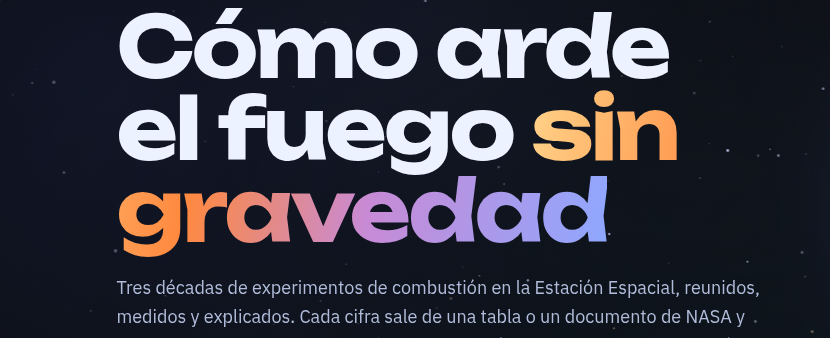 Cómo arde
el fuego sin
gravedad
Tres décadas de experimentos de combustión en la Estación Espacial, reunidos,
medidos y explicados. Cada cifra sale de una tabla o un documento de NASA y